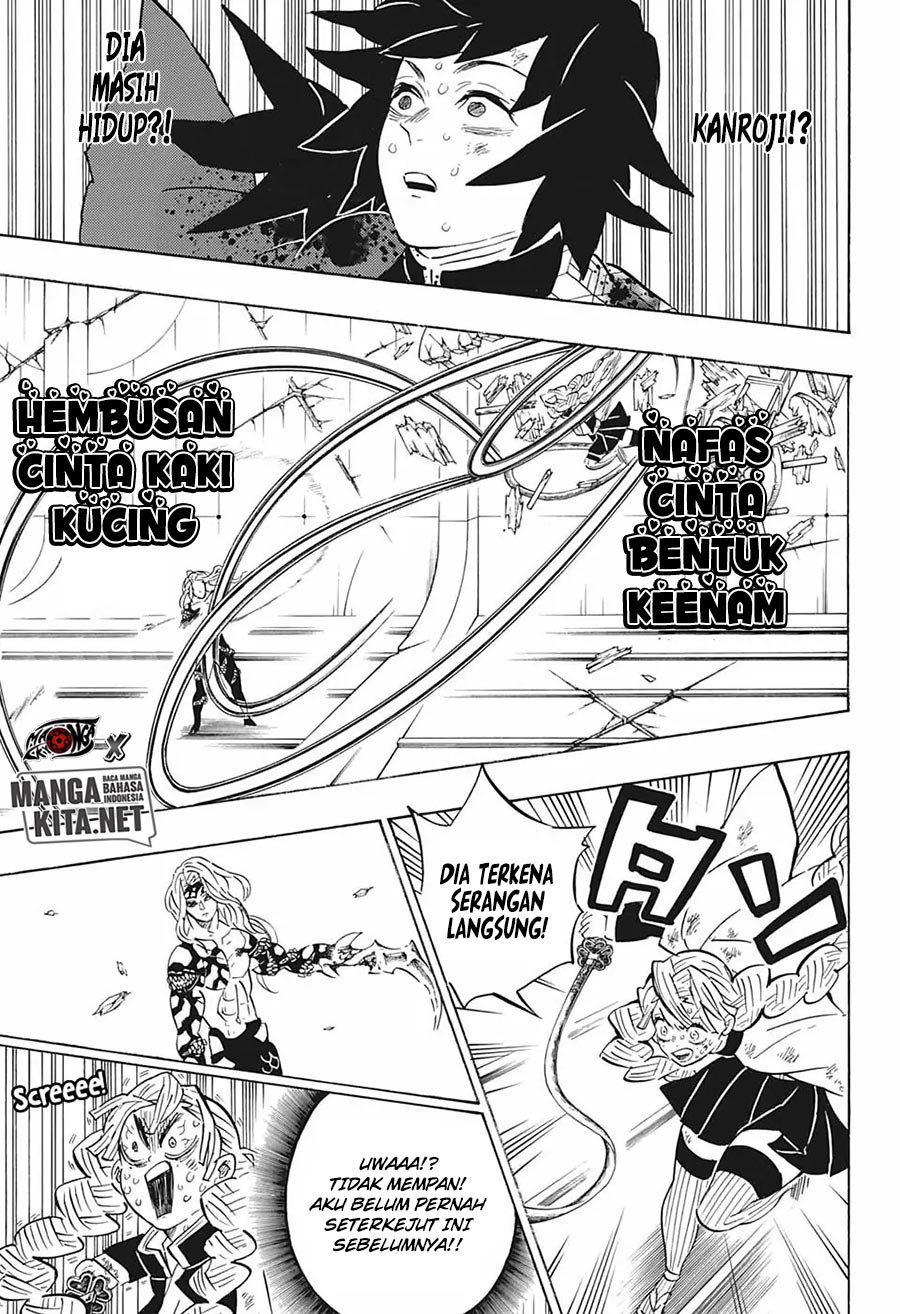 KANROJI!?
DIA
MASIH
HIDUP?!
NAFAS
CINTA
BENTUK
KEENAM
HEMBUSAN
CINTA KAKI
KUCING
X
MANGA
BACA MANGA
BAHASA
INDONESIA
KITA.NET
DIA TERKENA
SERANGAN
LANGSUNG!
Screeee!
UWAAA!?
TIDAK MEMPAN!
AKU BELUM PERNAH
SETERKEJUT INI
SEBELUMNYA!!